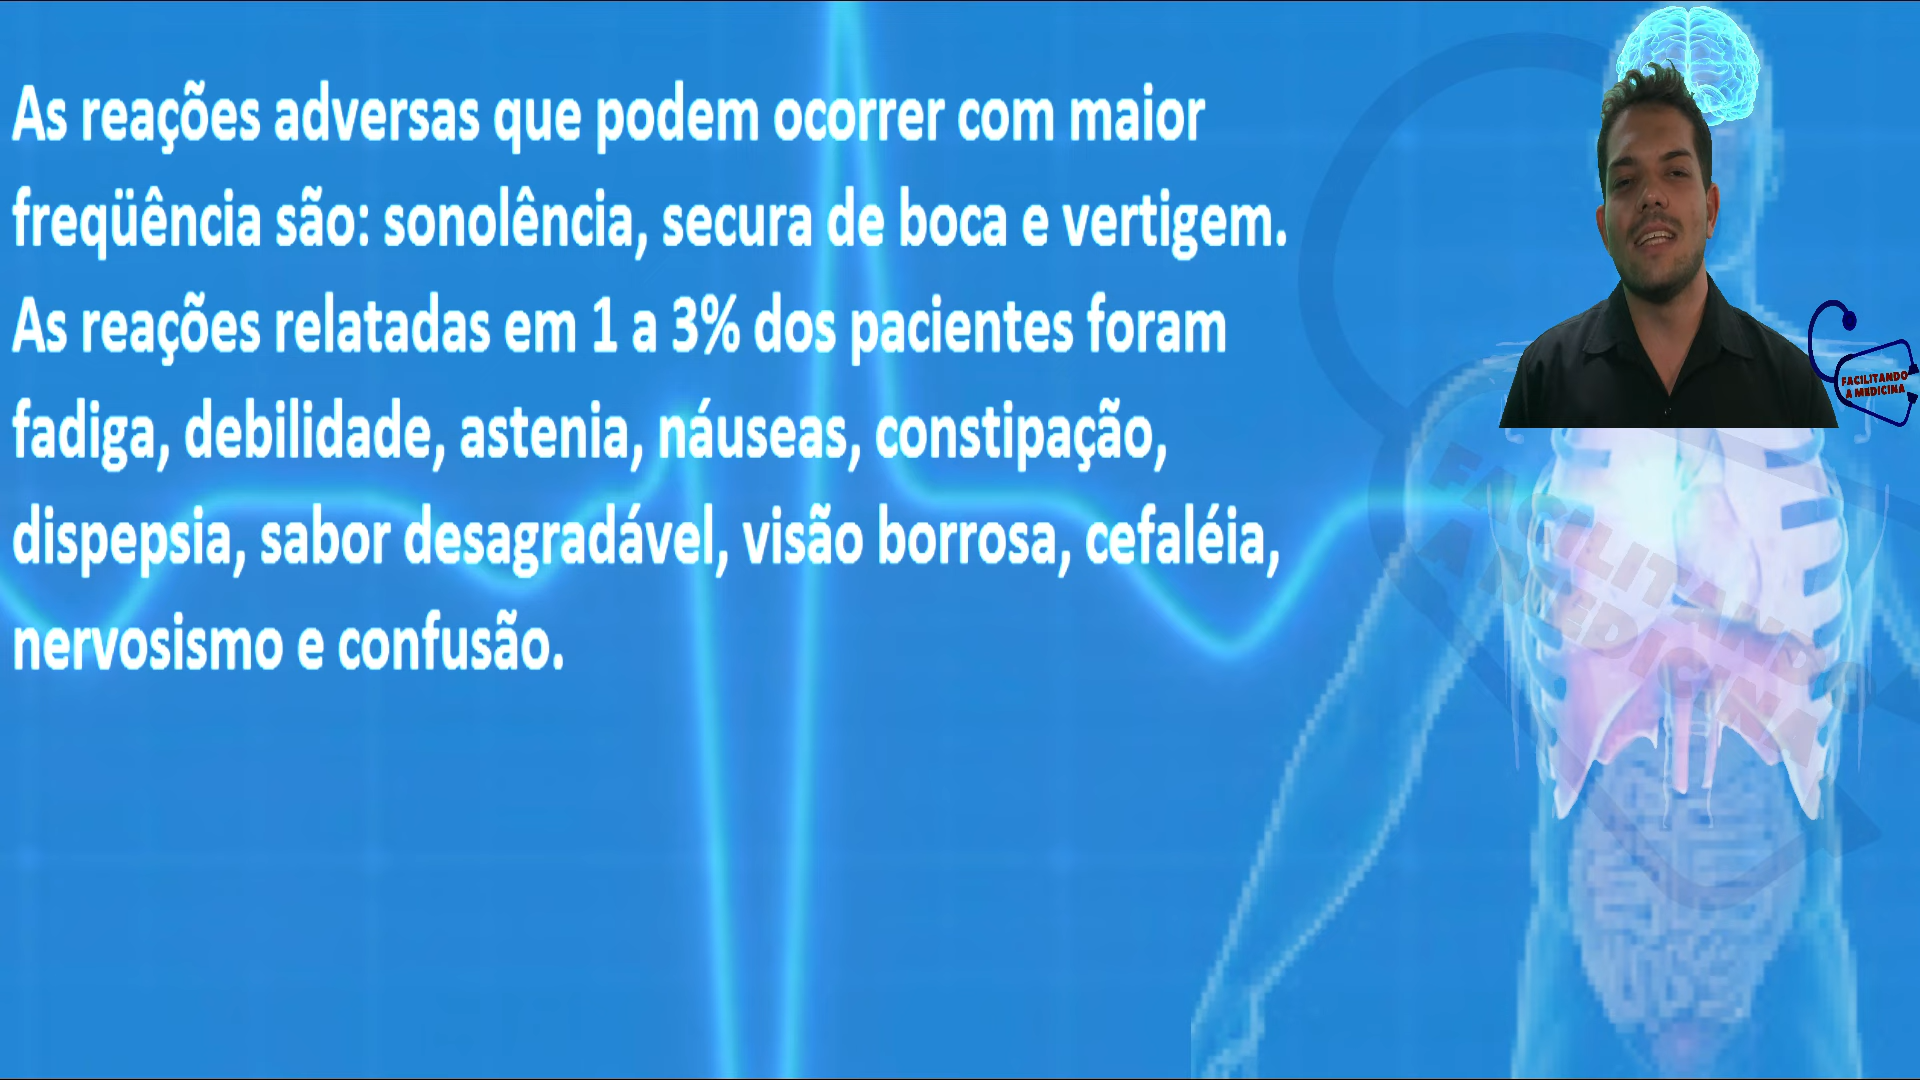 As reações adversas que podem ocorrer com maior
freqüência são: sonolência, secura de boca e vertigem.
As reações relatadas em 1 a 3% dos pacientes foram
fadiga, debilidade, astenia, náuseas, constipação,
dispepsia, sabor desagradável, visão borrosa, cefaléia,
nervosismo e confusão.
FACILITANDO
A MEDICINA
FACILITANDO
A MEDICINA